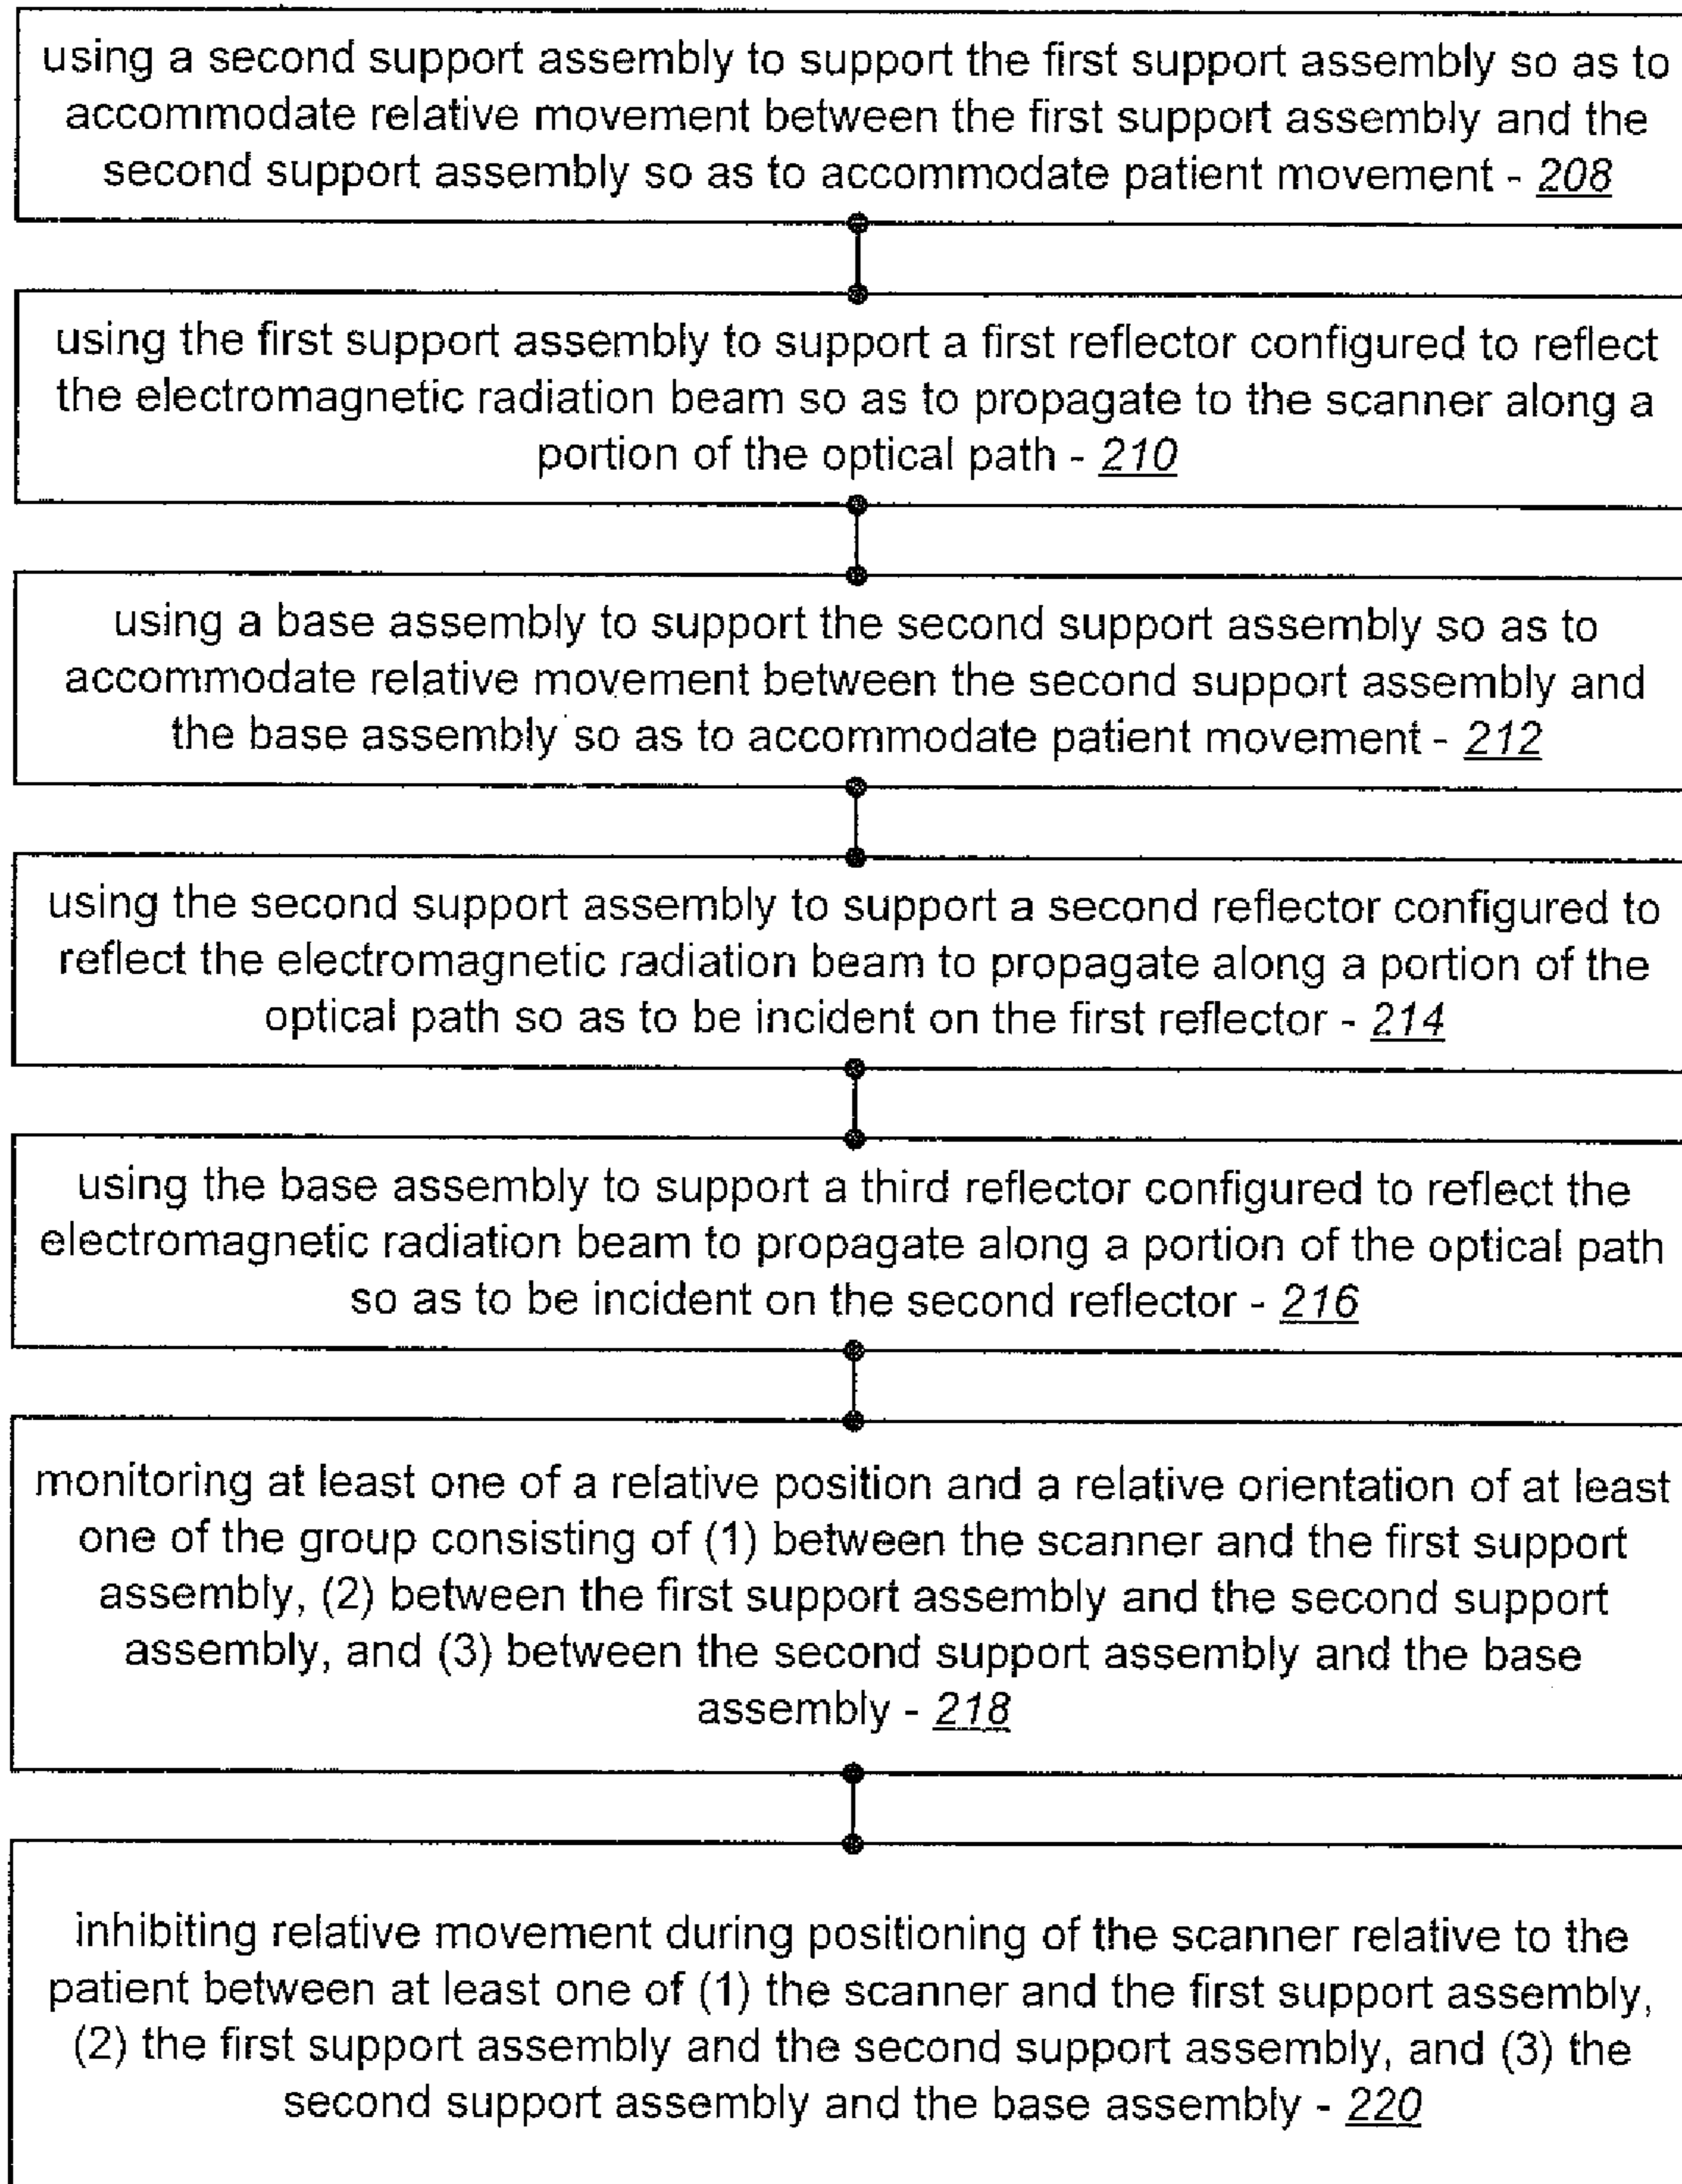 using a second support assembly to support the first support assembly so as to
accommodate relative movement between the first support assembly and the
second support assembly so as to accommodate patient movement - 208
using the first support assembly to support a first reflector configured to reflect
the electromagnetic radiation beam so as to propagate to the scanner along a
portion of the optical path - 210
using a base assembly to support the second support assembly so as to
accommodate relative movement between the second support assembly and
the base assembly so as to accommodate patient movement - 212
using the second support assembly to support a second reflector configured to
reflect the electromagnetic radiation beam to propagate along a portion of the
optical path so as to be incident on the first reflector - 214
using the base assembly to support a third reflector configured to reflect the
electromagnetic radiation beam to propagate along a portion of the optical path
so as to be incident on the second reflector - 216
monitoring at least one of a relative position and a relative orientation of at least
one of the group consisting of (1) between the scanner and the first support
assembly, (2) between the first support assembly and the second support
assembly, and (3) between the second support assembly and the base
assembly - 218
inhibiting relative movement during positioning of the scanner relative to the
patient between at least one of (1) the scanner and the first support assembly,
(2) the first support assembly and the second support assembly, and (3) the
second support assembly and the base assembly - 220